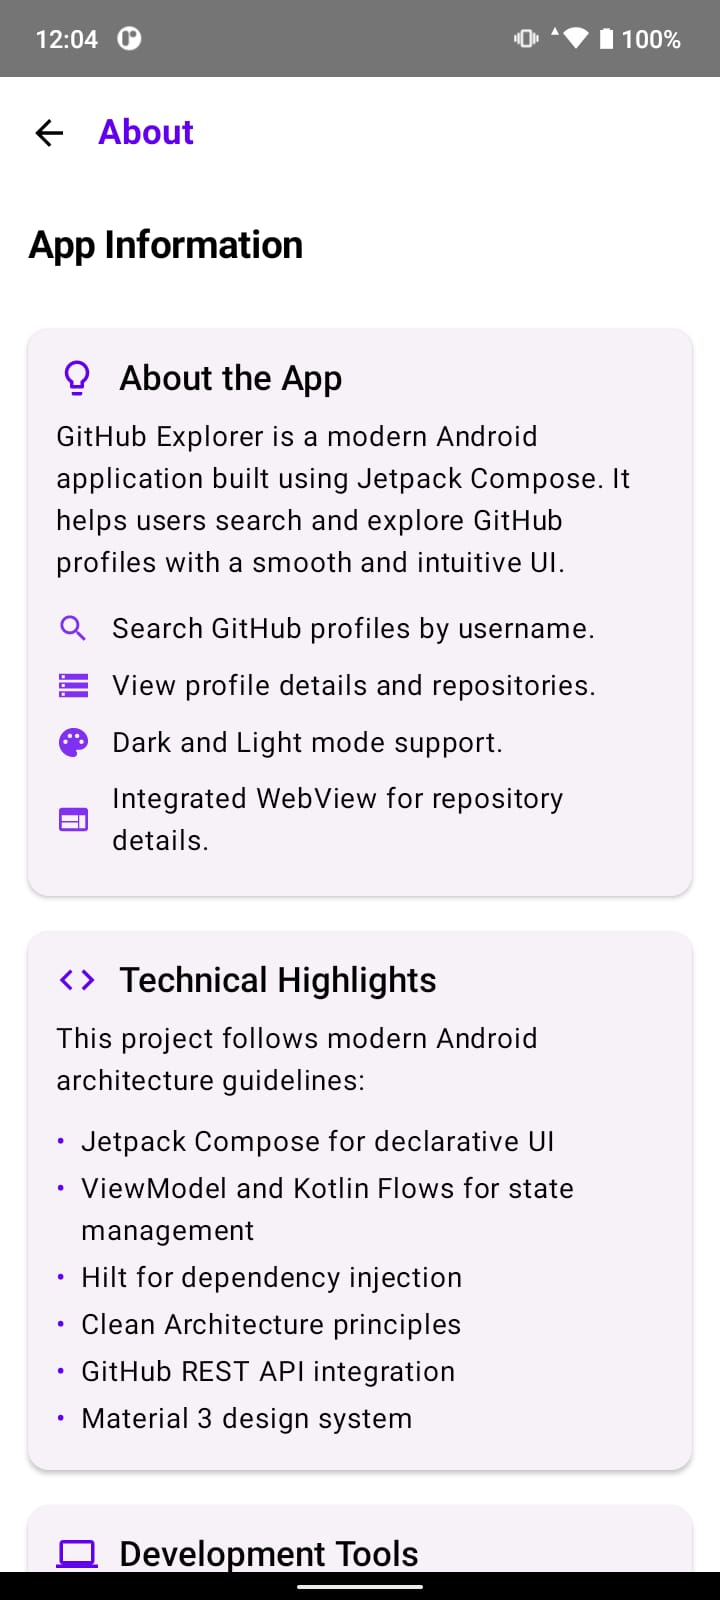 12:04
100%
About
App Information
About the App
GitHub Explorer is a modern Android
application built using Jetpack Compose. It
helps users search and explore GitHub
profiles with a smooth and intuitive UI.
Search GitHub profiles by username.
View profile details and repositories.
Dark and Light mode support.
Integrated WebView for repository
details.
Technical Highlights
This project follows modern Android
architecture guidelines:
• Jetpack Compose for declarative UI
• ViewModel and Kotlin Flows for state
management
• Hilt for dependency injection
• Clean Architecture principles
• GitHub REST API integration
• Material 3 design system
Development Tools